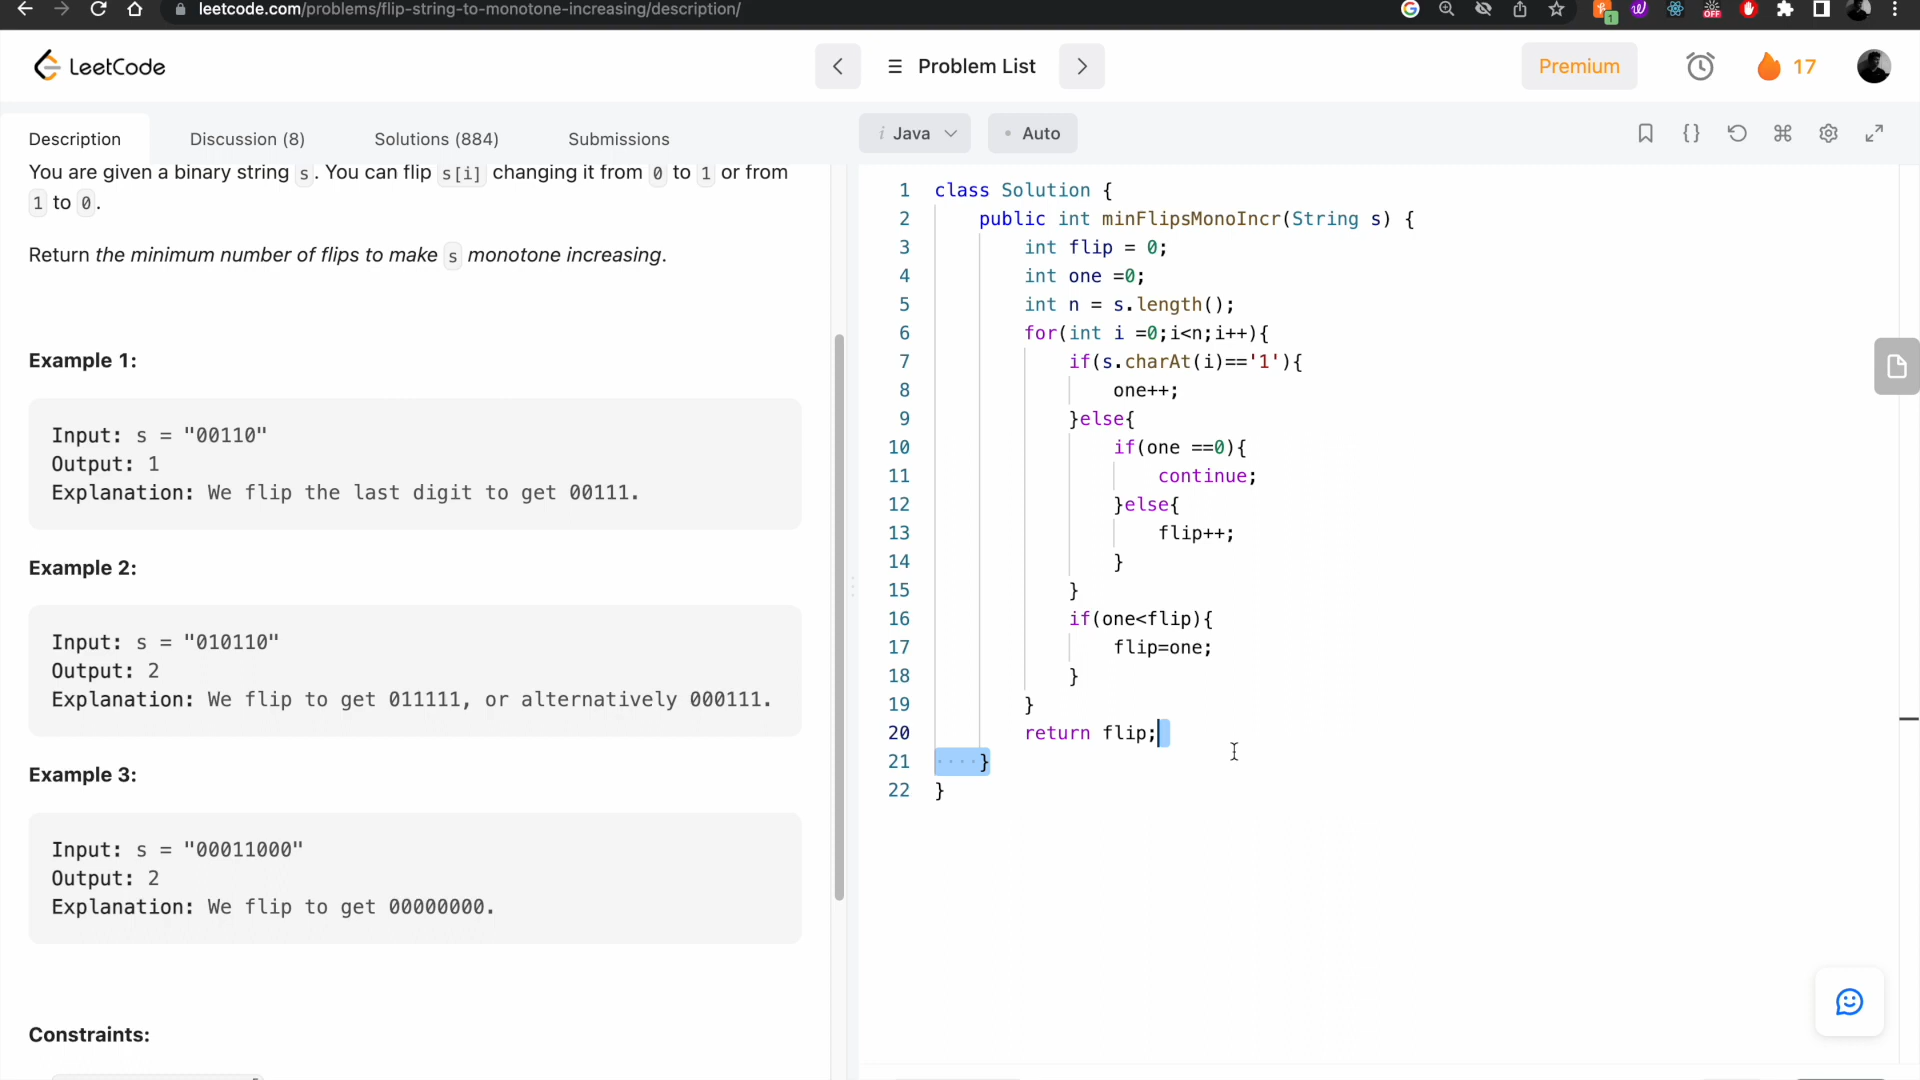 leetcode.com/problems/flip-string-to-monotone-increasing/description/
OFF
1
LeetCode
Problem List
Premium
17
Description
Discussion (8)
Solutions (884)
Submissions
i Java
Auto
{}
You are given a binary string s. You can flip s[i] changing it from 0 to 1 or from
1 to 0.
Return the minimum number of flips to make s monotone increasing.
Example 1:
Input: s = "00110"
Output: 1
Explanation: We flip the last digit to get 00111.
Example 2:
Input: s = "010110"
Output: 2
Explanation: We flip to get 011111, or alternatively 000111.
Example 3:
Input: s = "00011000"
Output: 2
Explanation: We flip to get 00000000.
Constraints:
1 class Solution {
2 public int minFlipsMonoIncr(String s) {
3 int flip = 0;
4 int one =0;
5 int n = s.length();
6 for(int i =0;i<n;i++){
7 if(s.charAt(i)=='1'){
8 one++;
9 }else{
10 if(one ==0){
11 continue;
12 }else{
13 flip++;
14 }
15 }
16 if(one<flip){
17 flip=one;
18 }
19 }
20 return flip;
21 }
22 }